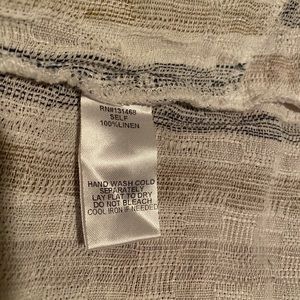 RN#131468
SELF
100%LINEN
HAND WASH COLD
SEPARATELY
LAY FLAT TO DRY
DO NOT BLEACH
COOL IRON IF NEEDED